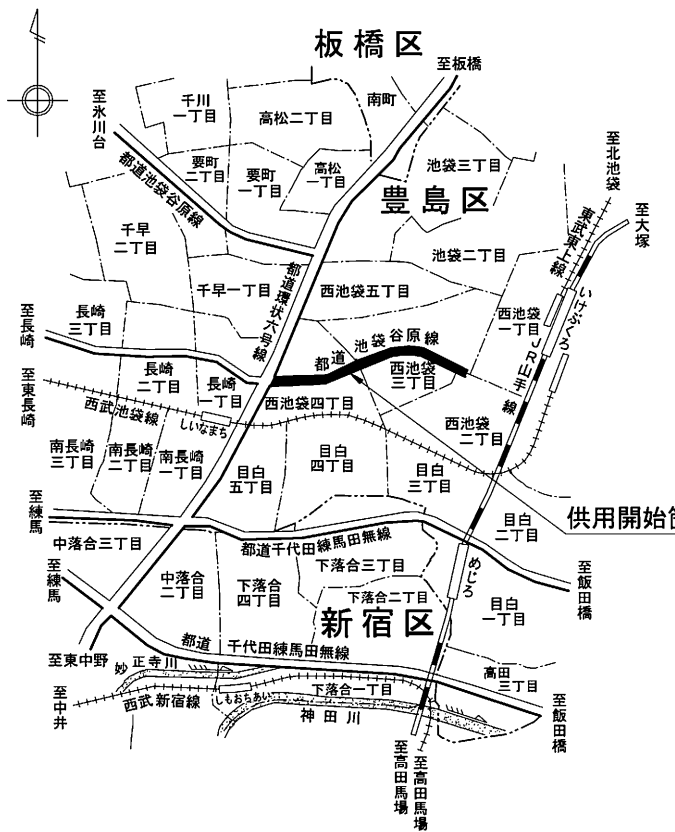 板橋区
至板橋
至氷川台
千川
一丁目
高松二丁目
南町
要町
二丁目
要町
一丁目
高松
一丁目
池袋三丁目
至北池袋
都道池袋谷原線
豊島区
東武東上線
至大塚
千早
二丁目
池袋二丁目
都道環状六号線
千早一丁目
西池袋五丁目
西池袋
一丁目
いけぶくろ
至長崎
長崎
三丁目
都道 池袋谷原線
JR山手線
長崎
二丁目
長崎
一丁目
西池袋
三丁目
至東長崎
西武池袋線
しいなまち
西池袋四丁目
西池袋
二丁目
南長崎
三丁目
南長崎
二丁目
南長崎
一丁目
目白
五丁目
目白
四丁目
目白
三丁目
至練馬
目白
二丁目
供用開始箇
中落合三丁目
都道千代田練馬田無線
至練馬
中落合
二丁目
下落合
四丁目
下落合三丁目
めじろ
至飯田橋
下落合二丁目
目白
一丁目
新宿区
都道 千代田練馬田無線
至東中野
妙正寺川
高田
三丁目
至中井
西武新宿線
しもおちあい
下落合一丁目
神田川
至飯田橋
至高田馬場
至高田馬場